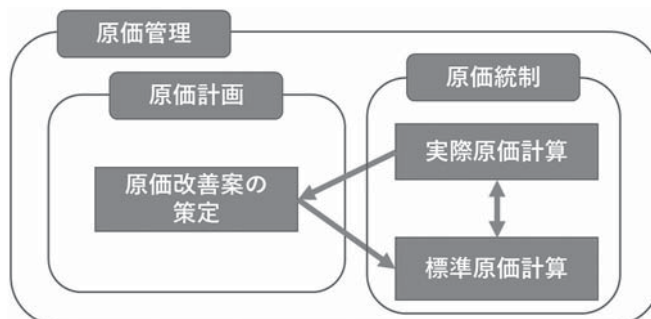 原価管理
原価計画
原価統制
原価改善案の
策定
実際原価計算
標準原価計算